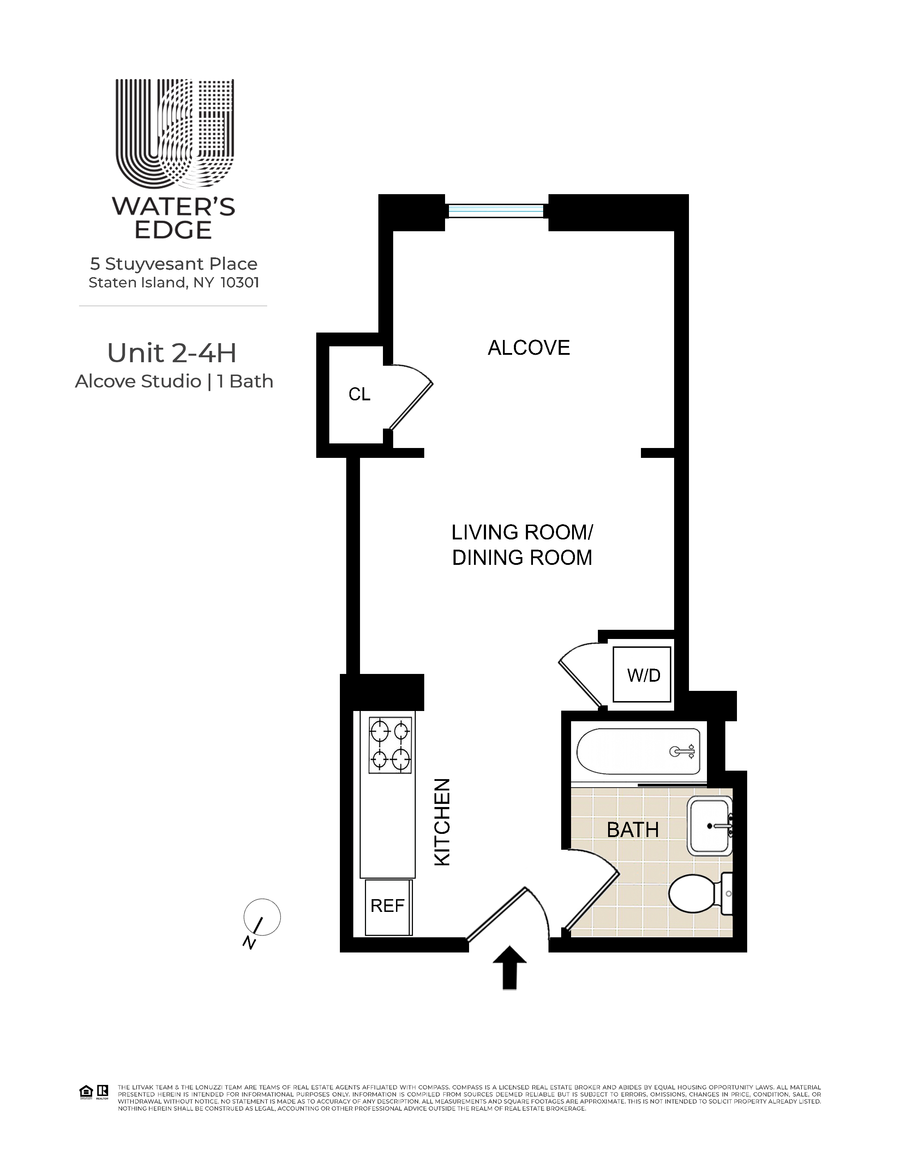 WATER'S
EDGE
5 Stuyvesant Place
Staten Island, NY 10301
Unit 2-4H
Alcove Studio | 1 Bath
ALCOVE
CL
LIVING ROOM/
DINING ROOM
W/D
KITCHEN
BATH
REF
N
THE LITVAK TEAM & THE LONUZZI TEAM ARE TEAMS OF REAL ESTATE AGENTS AFFILIATED WITH COMPASS. COMPASS IS A LICENSED REAL ESTATE BROKER AND ABIDES BY EQUAL HOUSING OPPORTUNITY LAWS. ALL MATERIAL
PRESENTED HEREIN IS INTENDED FOR INFORMATIONAL PURPOSES ONLY. INFORMATION IS COMPILED FROM SOURCES DEEMED RELIABLE BUT IS SUBJECT TO ERRORS, OMISSIONS, CHANGES IN PRICE, CONDITION, SALE, OR
WITHDRAWAL WITHOUT NOTICE. NO STATEMENT IS MADE AS TO ACCURACY OF ANY DESCRIPTION. ALL MEASUREMENTS AND SQUARE FOOTAGES ARE APPROXIMATE. THIS IS NOT INTENDED TO SOLICIT PROPERTY ALREADY LISTED.
NOTHING HEREIN SHALL BE CONSTRUED AS LEGAL, ACCOUNTING OR OTHER PROFESSIONAL ADVICE OUTSIDE THE REALM OF REAL ESTATE BROKERAGE.